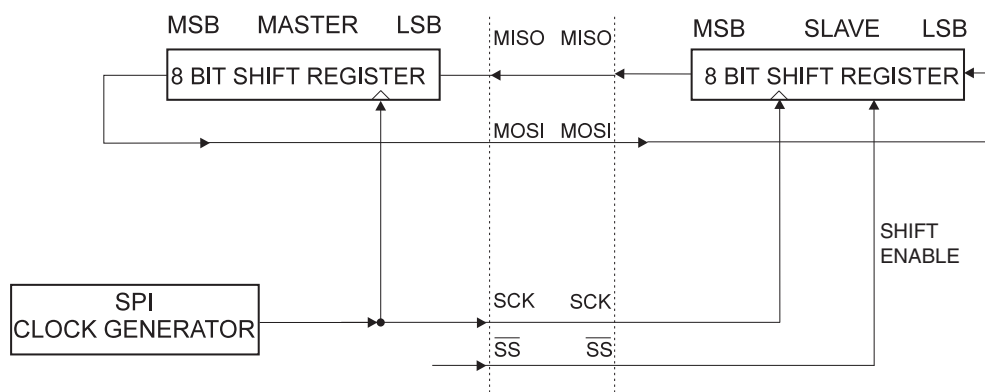 MSB MASTER LSB
MISO MISO
MSB SLAVE LSB
8 BIT SHIFT REGISTER
8 BIT SHIFT REGISTER
MOSI MOSI
SHIFT
ENABLE
SPI
CLOCK GENERATOR
SCK SCK
SS SS